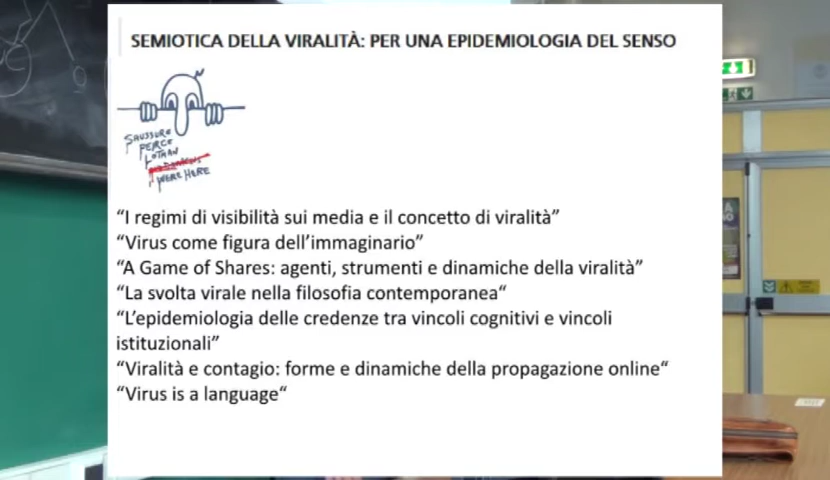 SEMIOTICA DELLA VIRALITÀ: PER UNA EPIDEMIOLOGIA DEL SENSO
SAUSSURE
PERCE
LOTMAN
WERE HERE
“I regimi di visibilità sui media e il concetto di viralità”
“Virus come figura dell’immaginario”
“A Game of Shares: agenti, strumenti e dinamiche della viralità”
“La svolta virale nella filosofia contemporanea“
“L’epidemiologia delle credenze tra vincoli cognitivi e vincoli
istituzionali”
“Viralità e contagio: forme e dinamiche della propagazione online“
“Virus is a language“